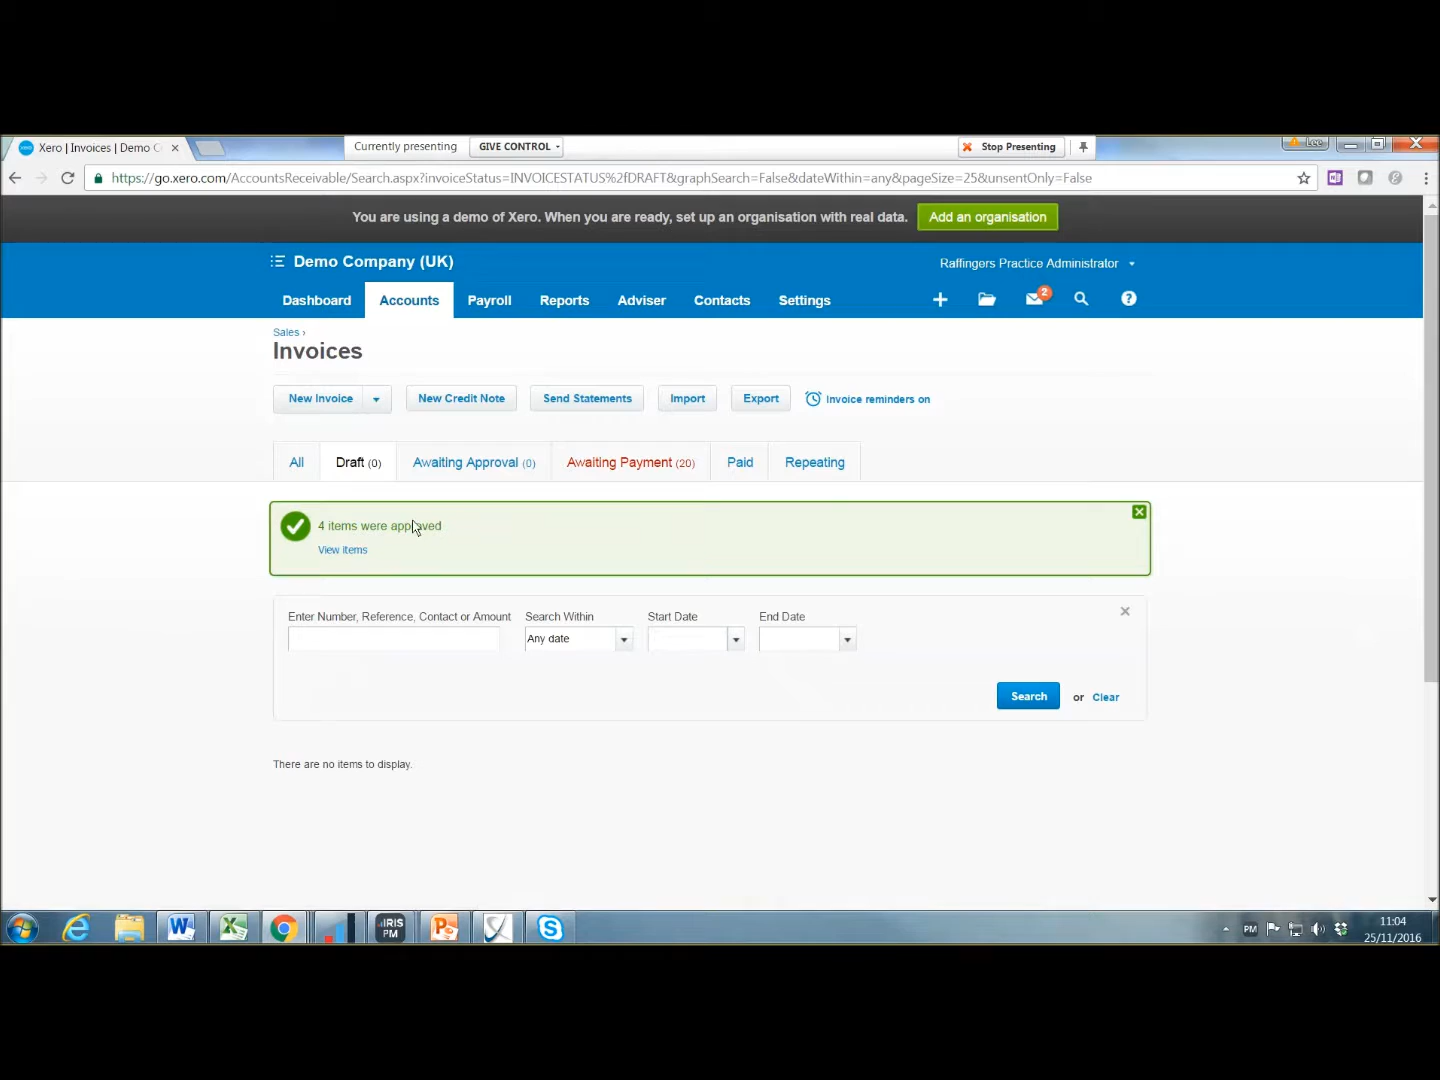 Xero | Invoices | Demo C
Currently presenting
GIVE CONTROL
Stop Presenting
Lee
https://go.xero.com/AccountsReceivable/Search.aspx?invoiceStatus=INVOICESTATUS%2fDRAFT&graphSearch=False&dateWithin=any&pageSize=25&unsentOnly=False
You are using a demo of Xero. When you are ready, set up an organisation with real data.
Add an organisation
Demo Company (UK)
Raffingers Practice Administrator
Dashboard Accounts Payroll Reports Adviser Contacts Settings
2
Sales ›
Invoices
New Invoice
New Credit Note
Send Statements
Import
Export
Invoice reminders on
All Draft (0) Awaiting Approval (0) Awaiting Payment (20) Paid Repeating
4 items were approved
View items
Enter Number, Reference, Contact or Amount
Search Within
Start Date
End Date
Any date
Search or Clear
There are no items to display.
IRIS
PM
PM
11:04
25/11/2016